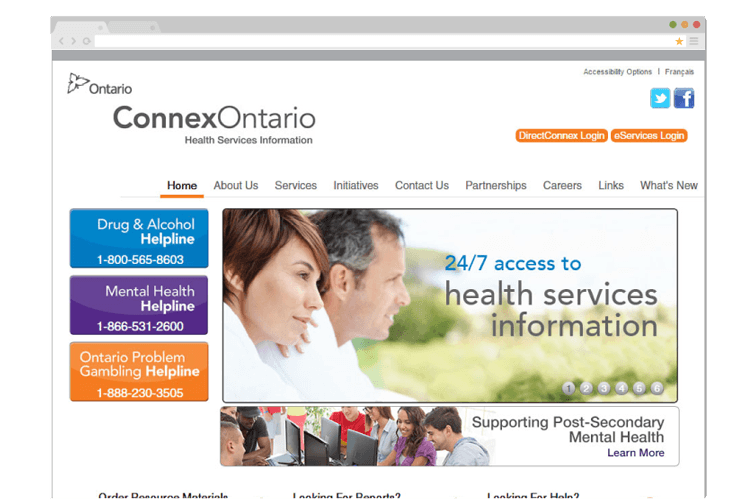 Accessibility Options | Français
Ontario
ConnexOntario
Health Services Information
DirectConnex Login eServices Login
Home About Us Services Initiatives Contact Us Partnerships Careers Links What's New
Drug & Alcohol
Helpline
1-800-565-8603
Mental Health
Helpline
1-866-531-2600
Ontario Problem
Gambling Helpline
1-888-230-3505
24/7 access to
health services
information
1 2 3 4 5 6
Supporting Post-Secondary
Mental Health
Learn More
Order Resource Materials Looking For Reports? Looking For Help?